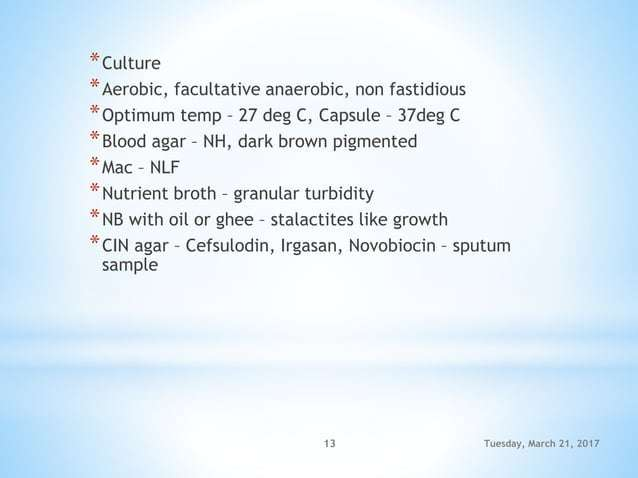 * Culture
* Aerobic, facultative anaerobic, non fastidious
* Optimum temp – 27 deg C, Capsule – 37deg C
* Blood agar – NH, dark brown pigmented
* Mac – NLF
* Nutrient broth – granular turbidity
* NB with oil or ghee – stalactites like growth
* CIN agar – Cefsulodin, Irgasan, Novobiocin – sputum
sample
13
Tuesday, March 21, 2017